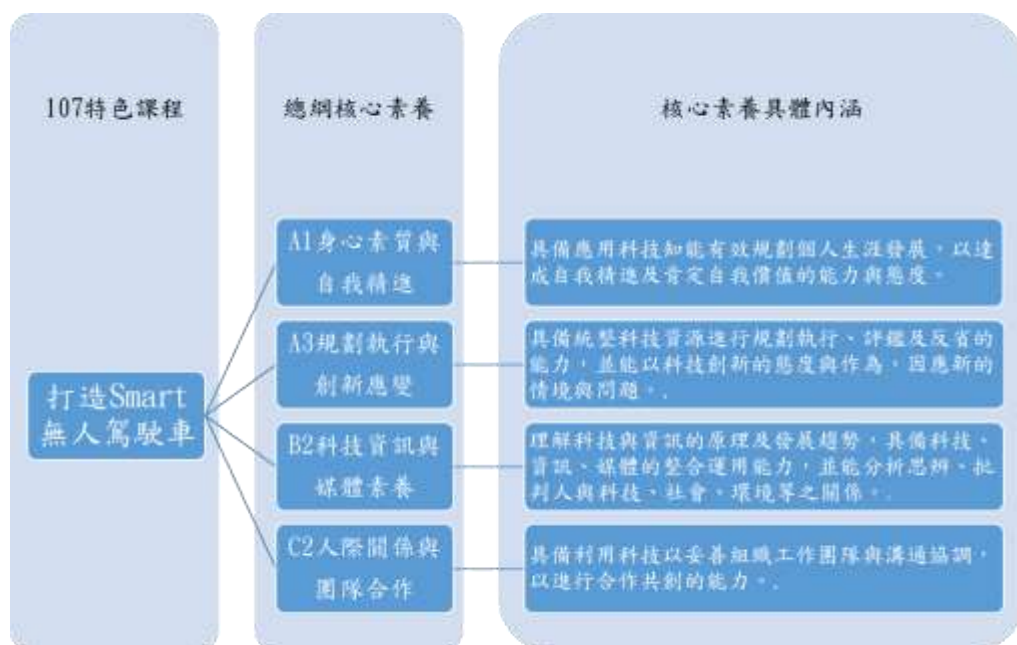 107特色課程
總綱核心素養
核心素養具體內涵
打造Smart
無人駕駛車
A1身心素質與
自我精進
具備應用科技知能有效規劃個人生涯發展，以達
成自我精進及肯定自我價值的能力與態度。
A3規劃執行與
創新應變
具備統整科技資源進行規劃執行、評鑑及反省的
能力，並能以科技創新的態度與作為，因應新的
情境與問題。.
B2科技資訊與
媒體素養
理解科技與資訊的原理及發展趨勢，具備科技、
資訊、媒體的整合運用能力，並能分析思辨、批
判人與科技、社會、環境等之關係。.
C2人際關係與
團隊合作
具備利用科技以妥善組織工作團隊與溝通協調，
以進行合作共創的能力。.